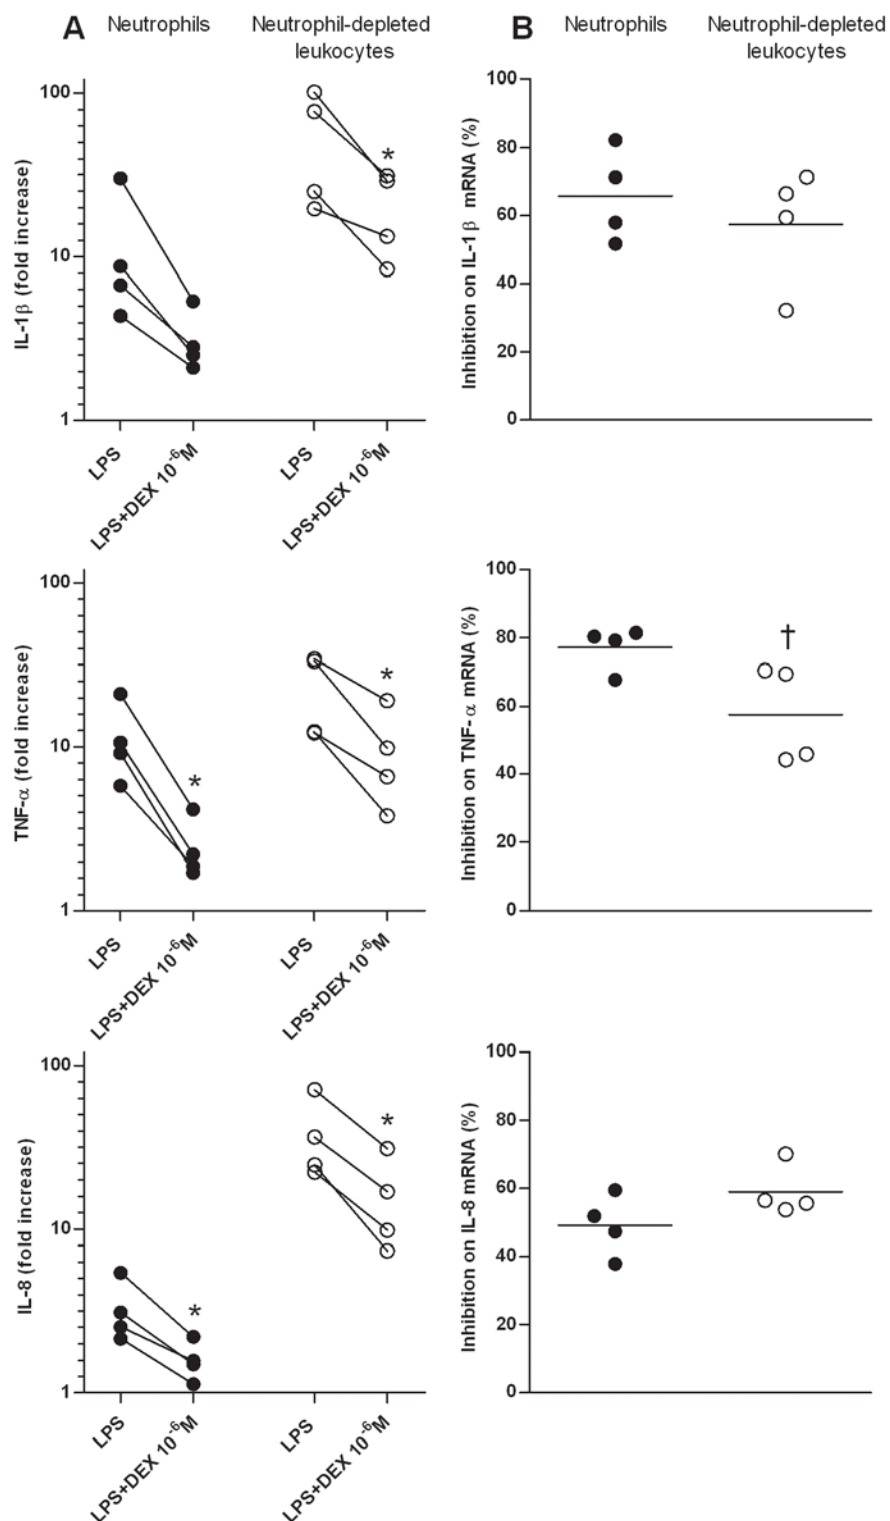 A Neutrophils Neutrophil-depleted leukocytes
B Neutrophils Neutrophil-depleted leukocytes
IL-1β (fold increase)
100
10
1
*
LPS
LPS+DEX 10⁻⁶M
LPS
LPS+DEX 10⁻⁶M
Inhibition on IL-1β mRNA (%)
100
80
60
40
20
0
TNF-α (fold increase)
100
10
1
*
*
LPS
LPS+DEX 10⁻⁶M
LPS
LPS+DEX 10⁻⁶M
Inhibition on TNF-α mRNA (%)
100
80
60
40
20
0
†
IL-8 (fold increase)
100
10
1
*
*
LPS
LPS+DEX 10⁻⁶M
LPS
LPS+DEX 10⁻⁶M
Inhibition on IL-8 mRNA (%)
100
80
60
40
20
0